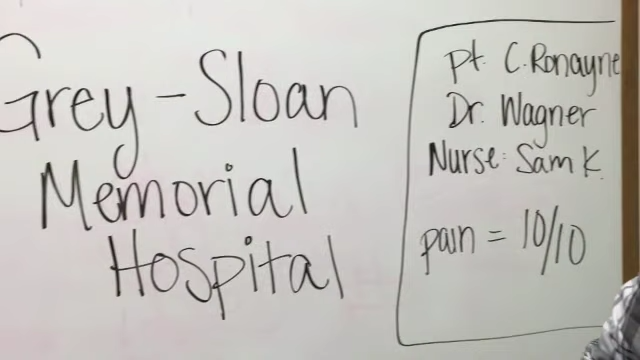 Grey-Sloan
Memorial
Hospital
Pt. C. Ronayne
Dr. Wagner
Nurse: Sam K.
pain = 10/10